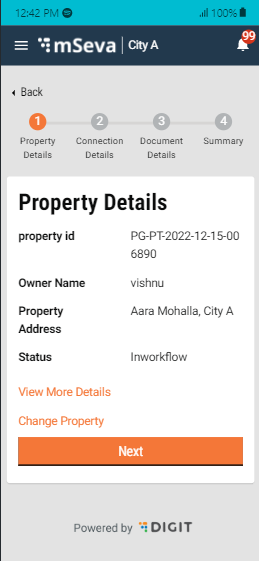 12:42 PM
100%
mSeva
City A
99
Back
1
2
3
4
Property
Details
Connection
Details
Document
Details
Summary
Property Details
property id
PG-PT-2022-12-15-00
6890
Owner Name
vishnu
Property
Address
Aara Mohalla, City A
Status
Inworkflow
View More Details
Change Property
Next
Powered by DIGIT